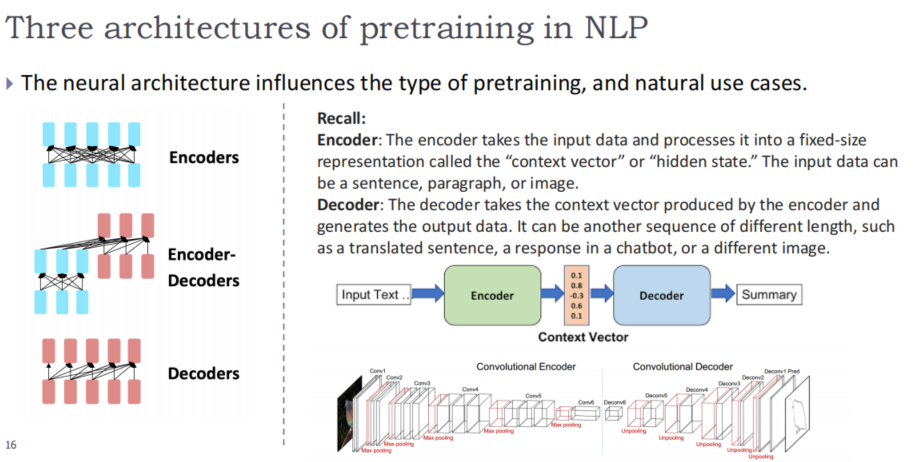 Three architectures of pretraining in NLP
The neural architecture influences the type of pretraining, and natural use cases.
Encoders
Encoder-
Decoders
Decoders
Recall:
Encoder: The encoder takes the input data and processes it into a fixed-size
representation called the “context vector” or “hidden state.” The input data can
be a sentence, paragraph, or image.
Decoder: The decoder takes the context vector produced by the encoder and
generates the output data. It can be another sequence of different length, such
as a translated sentence, a response in a chatbot, or a different image.
Input Text ..
Encoder
0.1
0.8
-0.3
0.6
0.1
Decoder
Summary
Context Vector
Convolutional Encoder
Convolutional Decoder
Conv1
Conv2
Conv3
Conv4
Conv5
Conv6
Deconv6
Deconv5
Deconv4
Deconv3
Deconv2
Deconv1 Pred
Max pooling
Max pooling
Max pooling
Max pooling
Max pooling
Unpooling
Unpooling
Unpooling
Unpooling
Unpooling
16